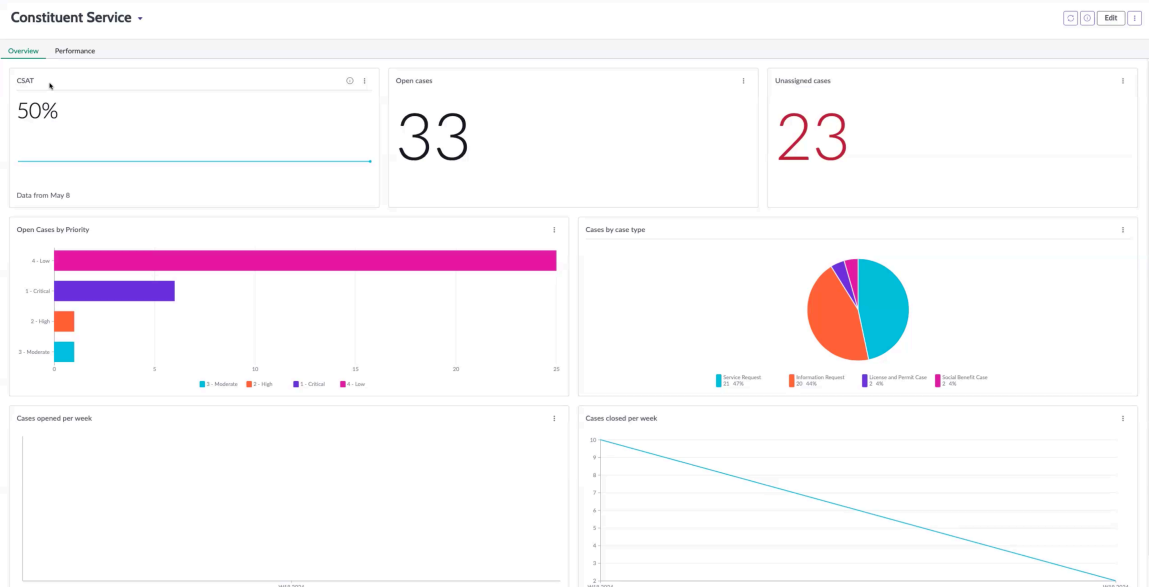 Constituent Service
Edit
Overview Performance
CSAT
50%
Data from May 8
Open cases
33
Unassigned cases
23
Open Cases by Priority
4 - Low
1 - Critical
2 - High
3 - Moderate
0 5 10 15 20 25
3 - Moderate 2 - High 1 - Critical 4 - Low
Cases by case type
Service Request
21 47%
Information Request
20 44%
License and Permit Case
2 4%
Social Benefit Case
2 4%
Cases opened per week
Cases closed per week
10
9
8
7
6
5
4
3
2